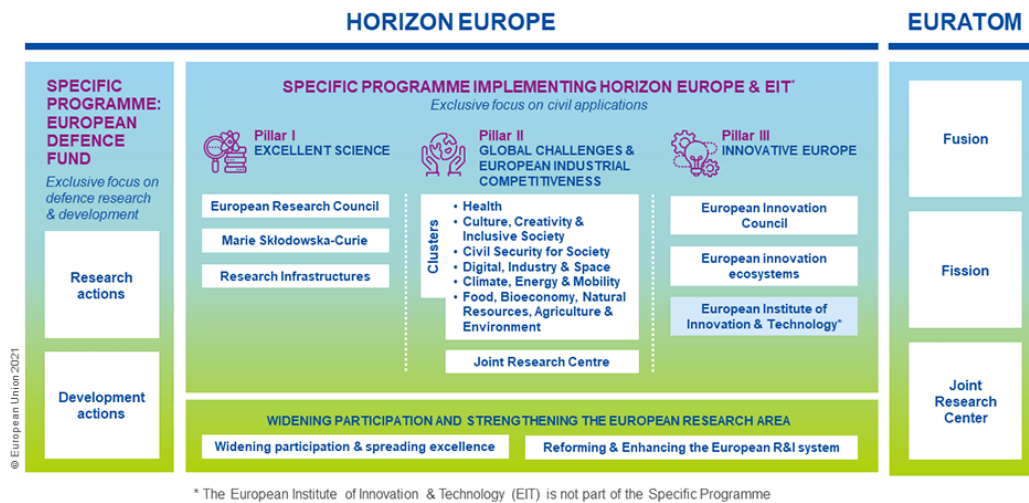 HORIZON EUROPE
EURATOM
SPECIFIC
PROGRAMME:
EUROPEAN
DEFENCE
FUND
Exclusive focus on
defence research
& development
Research
actions
Development
actions
SPECIFIC PROGRAMME IMPLEMENTING HORIZON EUROPE & EIT*
Exclusive focus on civil applications
Pillar I
EXCELLENT SCIENCE
European Research Council
Marie Skłodowska-Curie
Research Infrastructures
Pillar II
GLOBAL CHALLENGES &
EUROPEAN INDUSTRIAL
COMPETITIVENESS
Clusters
• Health
• Culture, Creativity &
Inclusive Society
• Civil Security for Society
• Digital, Industry & Space
• Climate, Energy & Mobility
• Food, Bioeconomy, Natural
Resources, Agriculture &
Environment
Joint Research Centre
Pillar III
INNOVATIVE EUROPE
European Innovation
Council
European innovation
ecosystems
European Institute of
Innovation & Technology*
WIDENING PARTICIPATION AND STRENGTHENING THE EUROPEAN RESEARCH AREA
Widening participation & spreading excellence
Reforming & Enhancing the European R&I system
Fusion
Fission
Joint
Research
Center
© European Union 2021
* The European Institute of Innovation & Technology (EIT) is not part of the Specific Programme